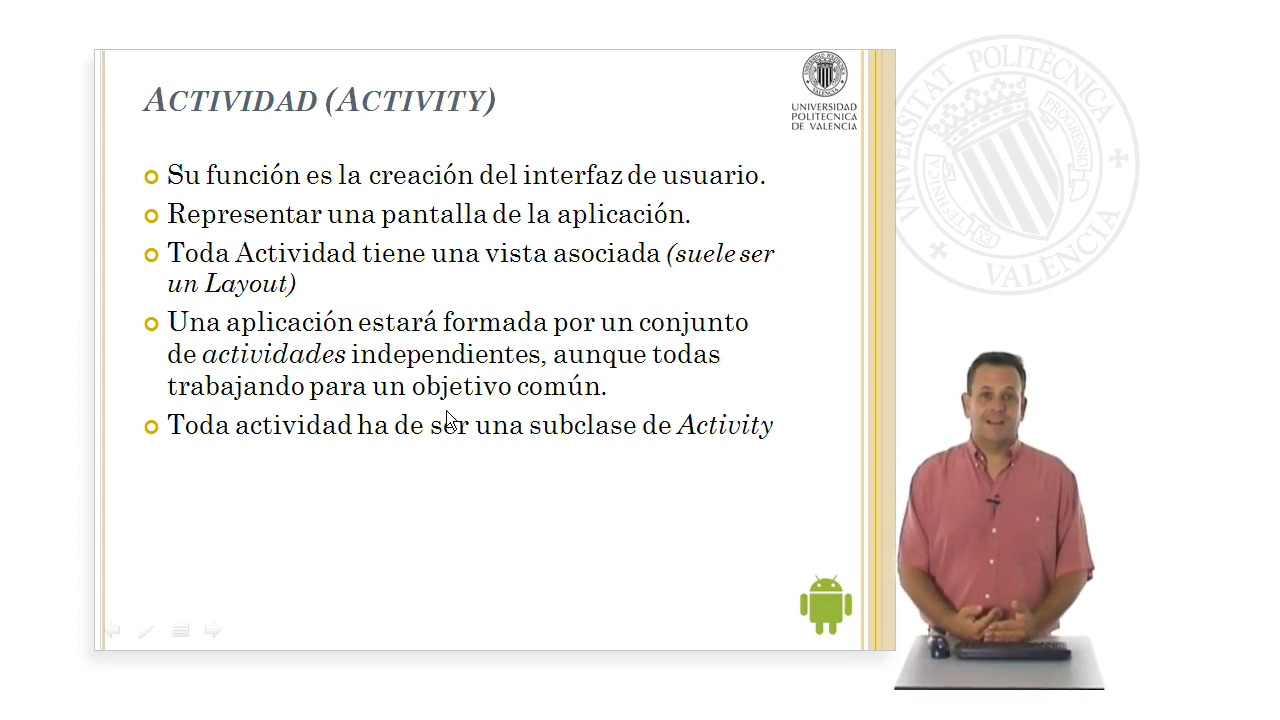 ACTIVIDAD (ACTIVITY)
UNIVERSIDAD
POLITECNICA
DE VALENCIA
Su función es la creación del interfaz de usuario.
Representar una pantalla de la aplicación.
Toda Actividad tiene una vista asociada (suele ser
un Layout)
Una aplicación estará formada por un conjunto
de actividades independientes, aunque todas
trabajando para un objetivo común.
Toda actividad ha de ser una subclase de Activity
UNIVERSITAT POLITÈCNICA
VALÈNCIA